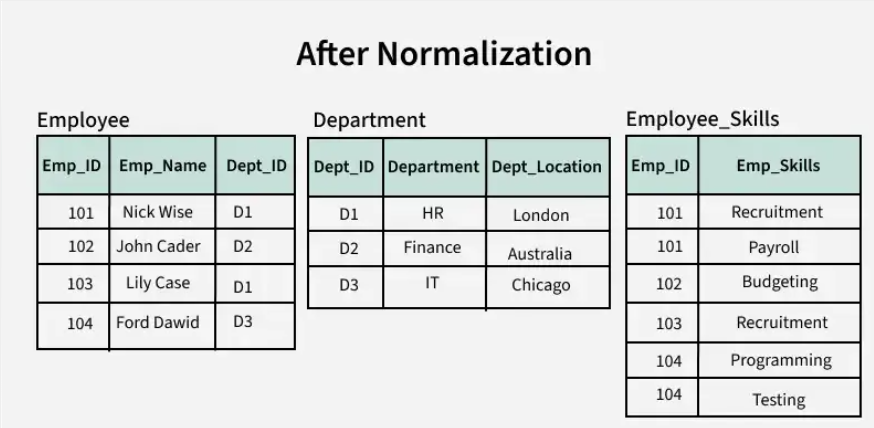 After Normalization
Employee
Emp_ID Emp_Name Dept_ID
101 Nick Wise D1
102 John Cader D2
103 Lily Case D1
104 Ford Dawid D3
Department
Dept_ID Department Dept_Location
D1 HR London
D2 Finance Australia
D3 IT Chicago
Employee_Skills
Emp_ID Emp_Skills
101 Recruitment
101 Payroll
102 Budgeting
103 Recruitment
104 Programming
104 Testing